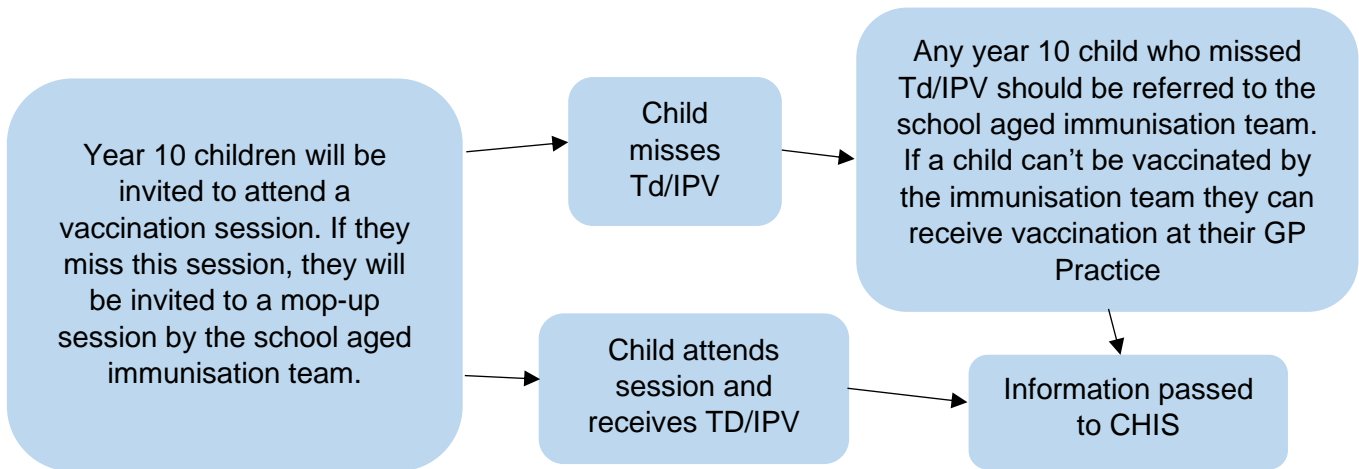 Year 10 children will be
invited to attend a
vaccination session. If they
miss this session, they will
be invited to a mop-up
session by the school aged
immunisation team.
Child
misses
Td/IPV
Any year 10 child who missed
Td/IPV should be referred to the
school aged immunisation team.
If a child can’t be vaccinated by
the immunisation team they can
receive vaccination at their GP
Practice
Child attends
session and
receives TD/IPV
Information passed
to CHIS